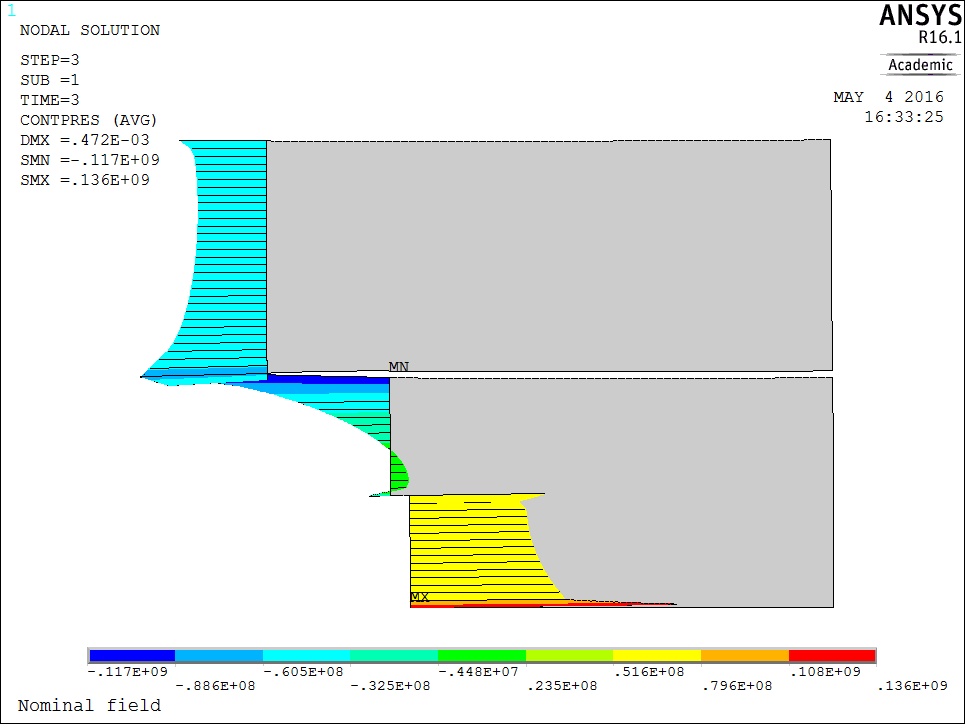 1
NODAL SOLUTION
STEP=3
SUB =1
TIME=3
CONTPRES (AVG)
DMX =.472E-03
SMN =-.117E+09
SMX =.136E+09
ANSYS
R16.1
Academic
MAY 4 2016
16:33:25
MN
MX
-.117E+09
-.886E+08
-.605E+08
-.325E+08
-.448E+07
.235E+08
.516E+08
.796E+08
.108E+09
.136E+09
Nominal field